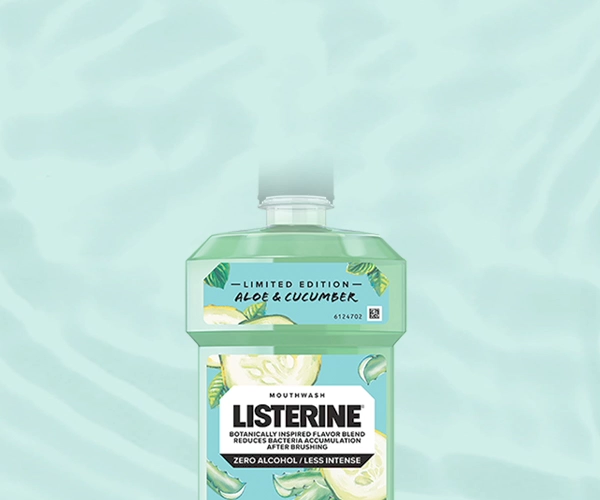 LIMITED EDITION
ALOE & CUCUMBER
6124702
MOUTHWASH
LISTERINE®
BOTANICALLY INSPIRED FLAVOR BLEND
REDUCES BACTERIA ACCUMULATION
AFTER BRUSHING
ZERO ALCOHOL / LESS INTENSE